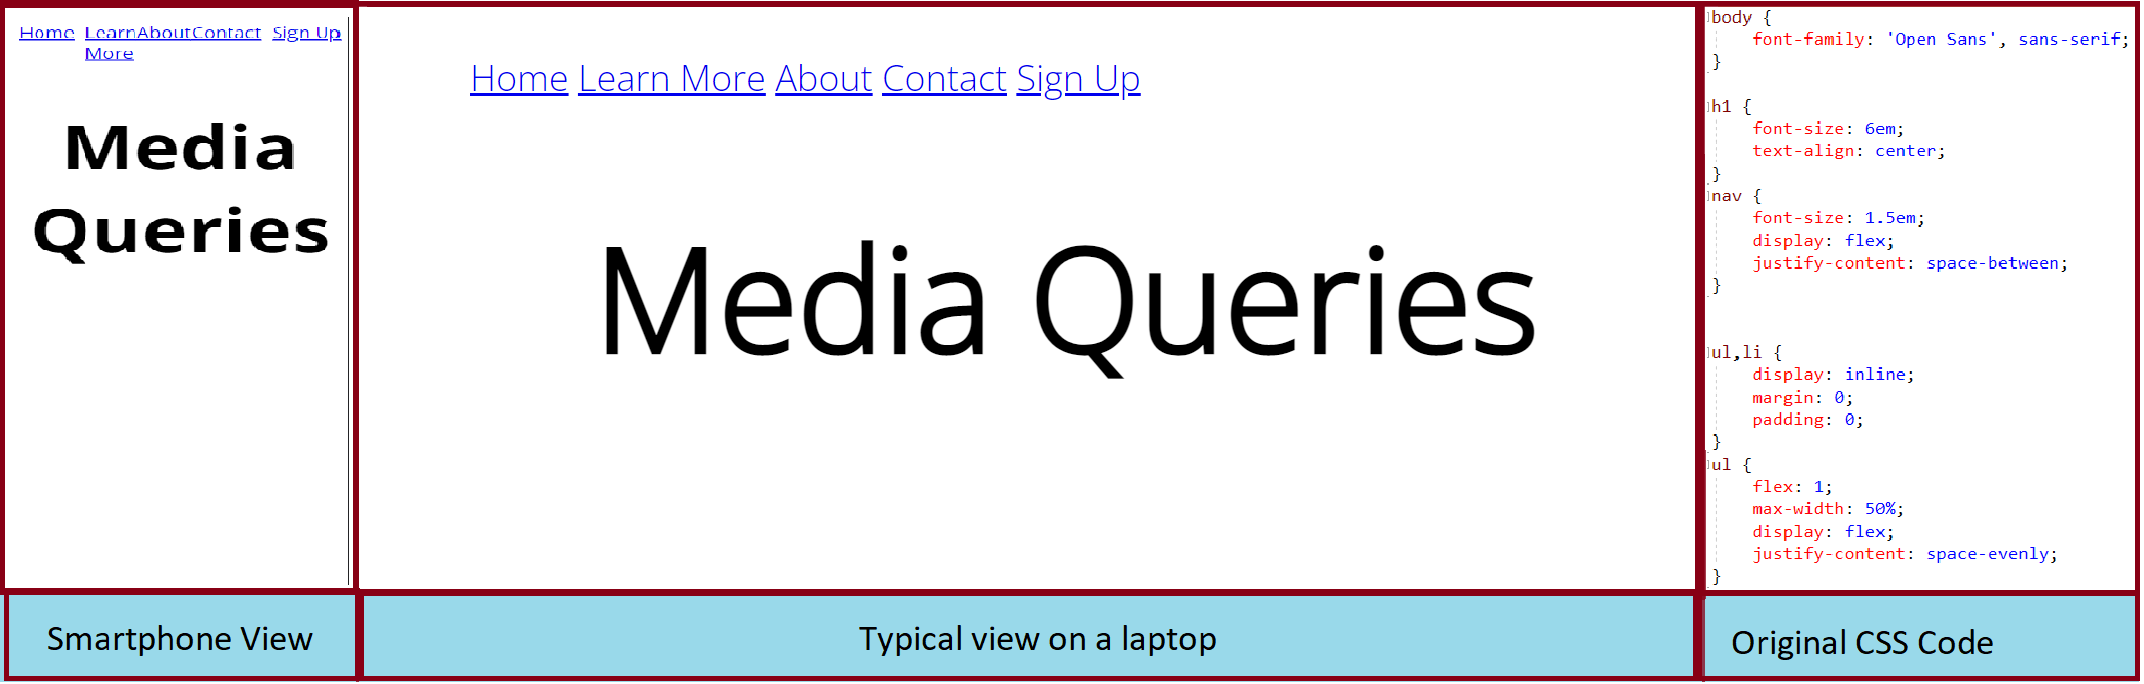 Home LearnAboutContact Sign Up
More
Media
Queries
Home Learn More About Contact Sign Up
Media Queries
body {
font-family: 'Open Sans', sans-serif;
}
h1 {
font-size: 6em;
text-align: center;
}
nav {
font-size: 1.5em;
display: flex;
justify-content: space-between;
}
ul,li {
display: inline;
margin: 0;
padding: 0;
}
ul {
flex: 1;
max-width: 50%;
display: flex;
justify-content: space-evenly;
}
Smartphone View
Typical view on a laptop
Original CSS Code